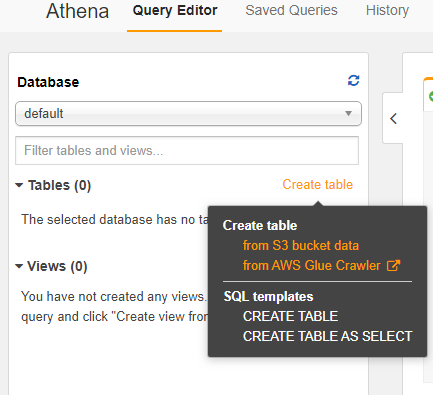 Athena Query Editor Saved Queries History
Database
default
Filter tables and views...
Tables (0) Create table
The selected database has no ta
Create table
from S3 bucket data
from AWS Glue Crawler
Views (0)
SQL templates
You have not created any views.
CREATE TABLE
query and click "Create view fro
CREATE TABLE AS SELECT